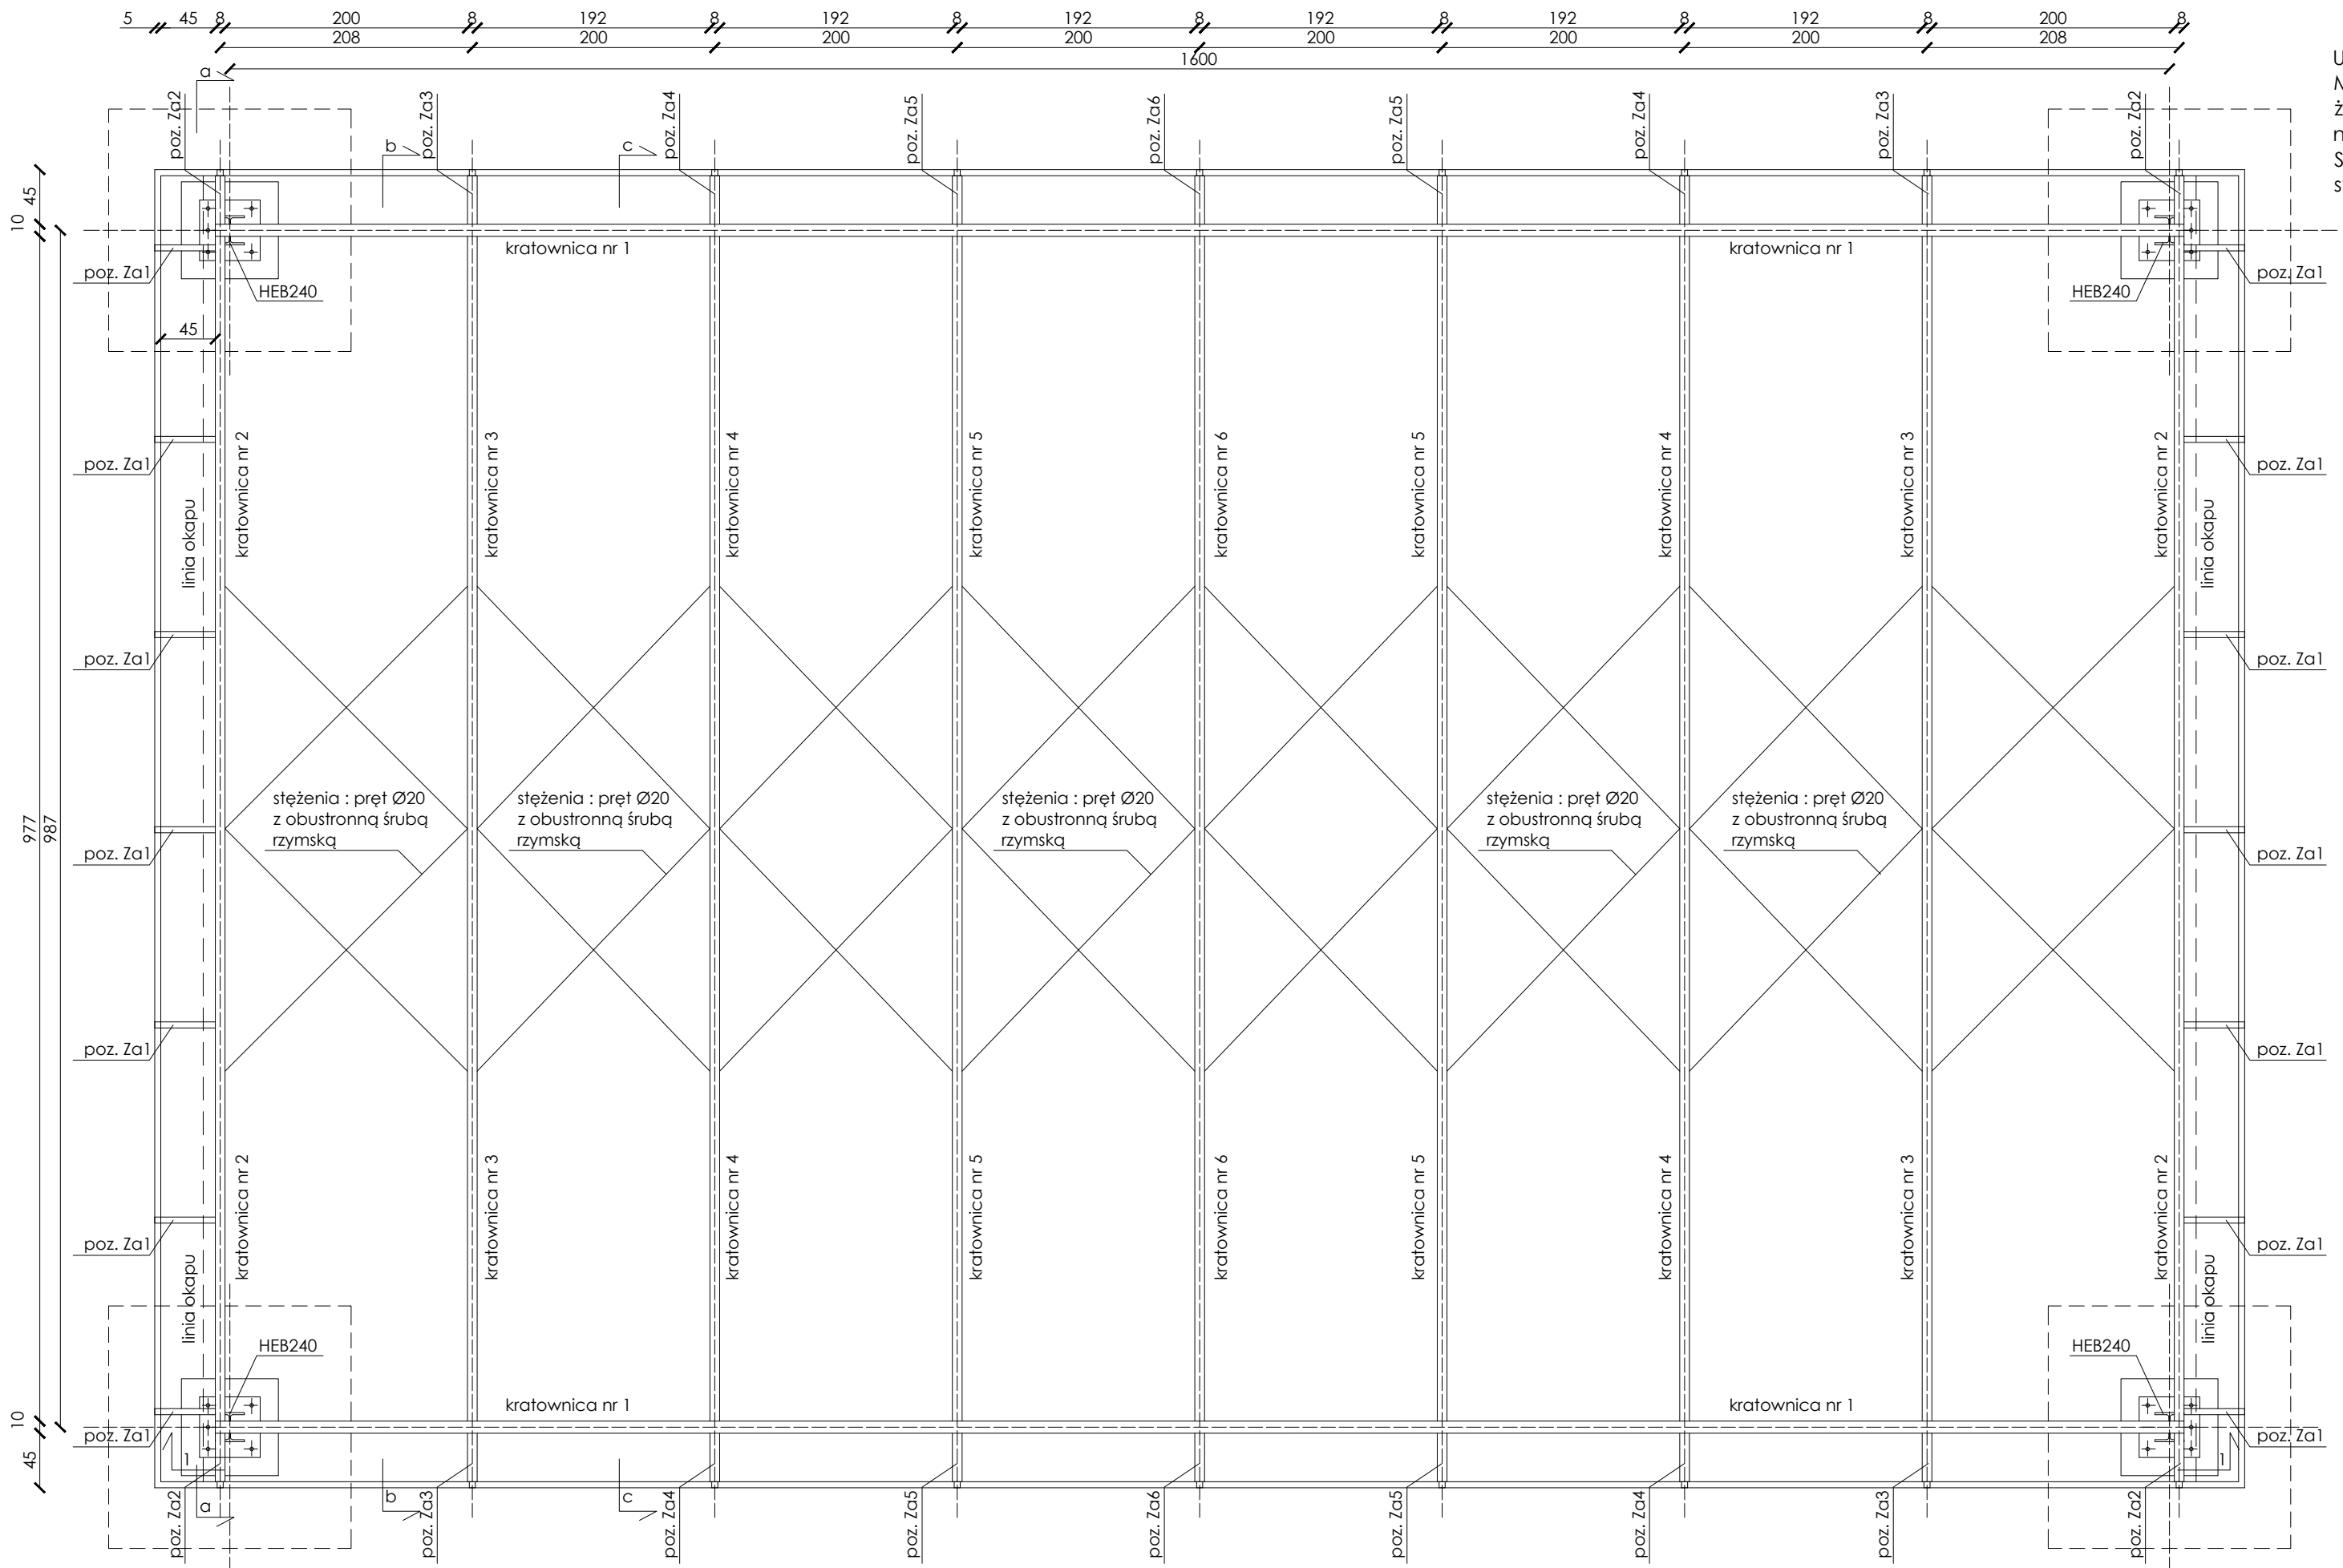 5 45 8 200 8 192 8 192 8 192 8 192 8 192 8 192 8 200 8
208 200 200 200 200 200 200 208
1600
U
M
ż
n
S
s
a
poz. Za2
poz. Za3
poz. Za4
poz. Za5
poz. Za6
poz. Za5
poz. Za4
poz. Za3
poz. Za2
b
c
45
10
kratownica nr 1
kratownica nr 1
poz. Za1
poz. Za1
HEB240
HEB240
45
kratownica nr 2
kratownica nr 3
kratownica nr 4
kratownica nr 5
kratownica nr 6
kratownica nr 5
kratownica nr 4
kratownica nr 3
kratownica nr 2
poz. Za1
poz. Za1
linia okapu
linia okapu
poz. Za1
poz. Za1
977
987
stężenia : pręt Ø20
z obustronną śrubą
rzymską
stężenia : pręt Ø20
z obustronną śrubą
rzymską
stężenia : pręt Ø20
z obustronną śrubą
rzymską
stężenia : pręt Ø20
z obustronną śrubą
rzymską
stężenia : pręt Ø20
z obustronną śrubą
rzymską
poz. Za1
poz. Za1
poz. Za1
poz. Za1
kratownica nr 2
kratownica nr 3
kratownica nr 4
kratownica nr 5
kratownica nr 6
kratownica nr 5
kratownica nr 4
kratownica nr 3
kratownica nr 2
poz. Za1
poz. Za1
linia okapu
linia okapu
HEB240
HEB240
kratownica nr 1
kratownica nr 1
10
45
poz. Za1
poz. Za1
1
1
a
b
c
poz. Za2
poz. Za3
poz. Za4
poz. Za5
poz. Za6
poz. Za5
poz. Za4
poz. Za3
poz. Za2